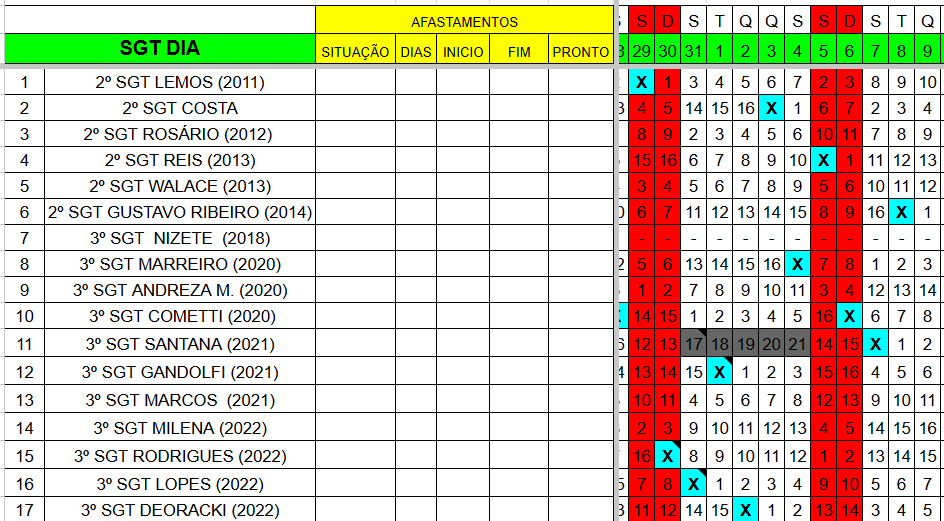 AFASTAMENTOS S D S T Q Q S S D S T Q
SGT DIA SITUAÇÃO DIAS INICIO FIM PRONTO 29 30 31 1 2 3 4 5 6 7 8 9
1 2º SGT LEMOS (2011) X 1 3 4 5 6 7 2 3 8 9 10
2 2º SGT COSTA 4 5 14 15 16 X 1 6 7 2 3 4
3 2º SGT ROSÁRIO (2012) 8 9 2 3 4 5 6 10 11 7 8 9
4 2º SGT REIS (2013) 15 16 6 7 8 9 10 X 1 11 12 13
5 2º SGT WALACE (2013) 3 4 5 6 7 8 9 5 6 10 11 12
6 2º SGT GUSTAVO RIBEIRO (2014) 6 7 11 12 13 14 15 8 9 16 X 1
7 3º SGT NIZETE (2018) - - - - - - - - - - - -
8 3º SGT MARREIRO (2020) 5 6 13 14 15 16 X 7 8 1 2 3
9 3º SGT ANDREZA M. (2020) 1 2 7 8 9 10 11 3 4 12 13 14
10 3º SGT COMETTI (2020) 14 15 1 2 3 4 5 16 X 6 7 8
11 3º SGT SANTANA (2021) 12 13 17 18 19 20 21 14 15 X 1 2
12 3º SGT GANDOLFI (2021) 13 14 15 X 1 2 3 15 16 4 5 6
13 3º SGT MARCOS (2021) 10 11 4 5 6 7 8 12 13 9 10 11
14 3º SGT MILENA (2022) 2 3 9 10 11 12 13 4 5 14 15 16
15 3º SGT RODRIGUES (2022) 16 X 8 9 10 11 12 1 2 13 14 15
16 3º SGT LOPES (2022) 7 8 X 1 2 3 4 9 10 5 6 7
17 3º SGT DEORACKI (2022) 11 12 14 15 X 1 2 13 14 3 4 5